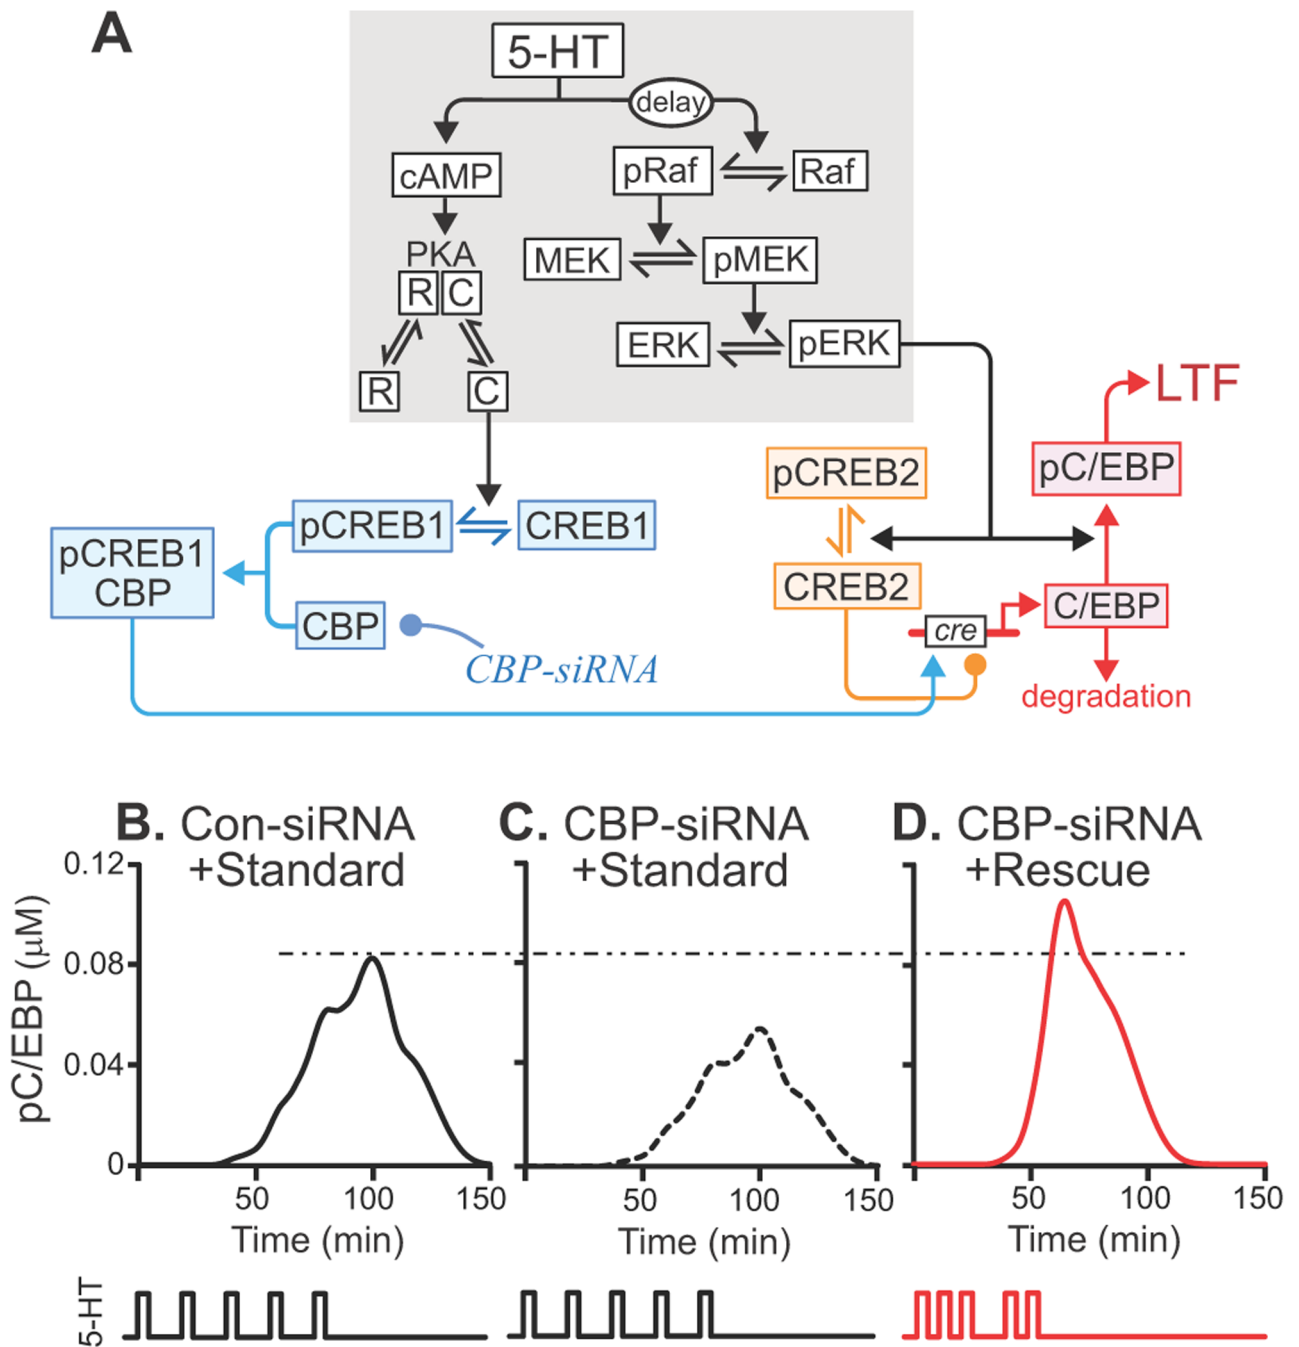 A
5-HT
delay
cAMP
pRaf
Raf
PKA
R C
MEK
pMEK
ERK
pERK
R
C
LTF
pCREB2
pC/EBP
pCREB1
CREB1
pCREB1
CBP
CREB2
C/EBP
CBP
cre
CBP-siRNA
degradation
B. Con-siRNA
+Standard
C. CBP-siRNA
+Standard
D. CBP-siRNA
+Rescue
pC/EBP (μM)
0.12
0.08
0.04
0
50 100 150
Time (min)
50 100 150
Time (min)
50 100 150
Time (min)
5-HT